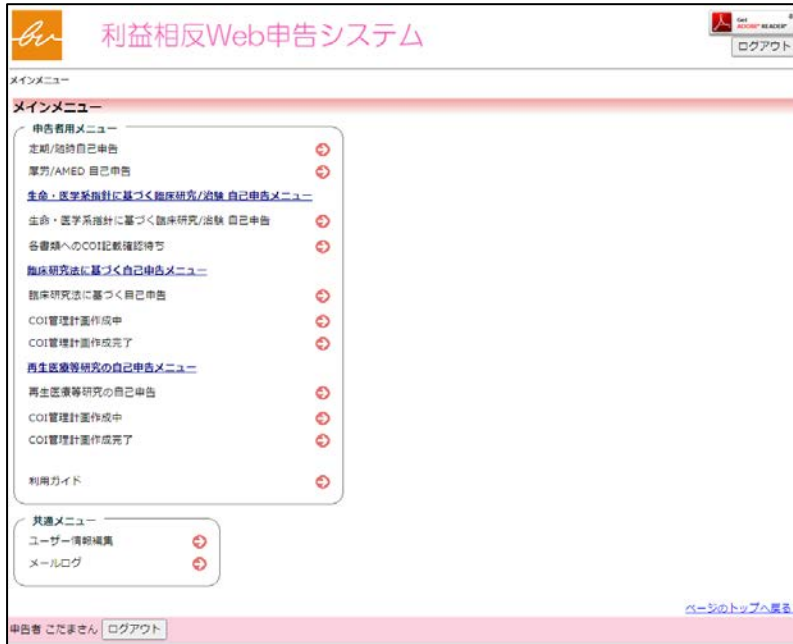 利益相反Web申告システム
Get
ADOBE® READER®
ログアウト
メインメニュー
メインメニュー
申告者用メニュー
定期/随時自己申告
厚労/AMED 自己申告
生命・医学系指針に基づく臨床研究/治験 自己申告メニュー
生命・医学系指針に基づく臨床研究/治験 自己申告
各書類へのCOI記載確認待ち
臨床研究法に基づく自己申告メニュー
臨床研究法に基づく自己申告
COI管理計画作成中
COI管理計画作成完了
再生医療等研究の自己申告メニュー
再生医療等研究の自己申告
COI管理計画作成中
COI管理計画作成完了
利用ガイド
共通メニュー
ユーザー情報編集
メールログ
ページのトップへ戻る
申告者 こだまさん ログアウト